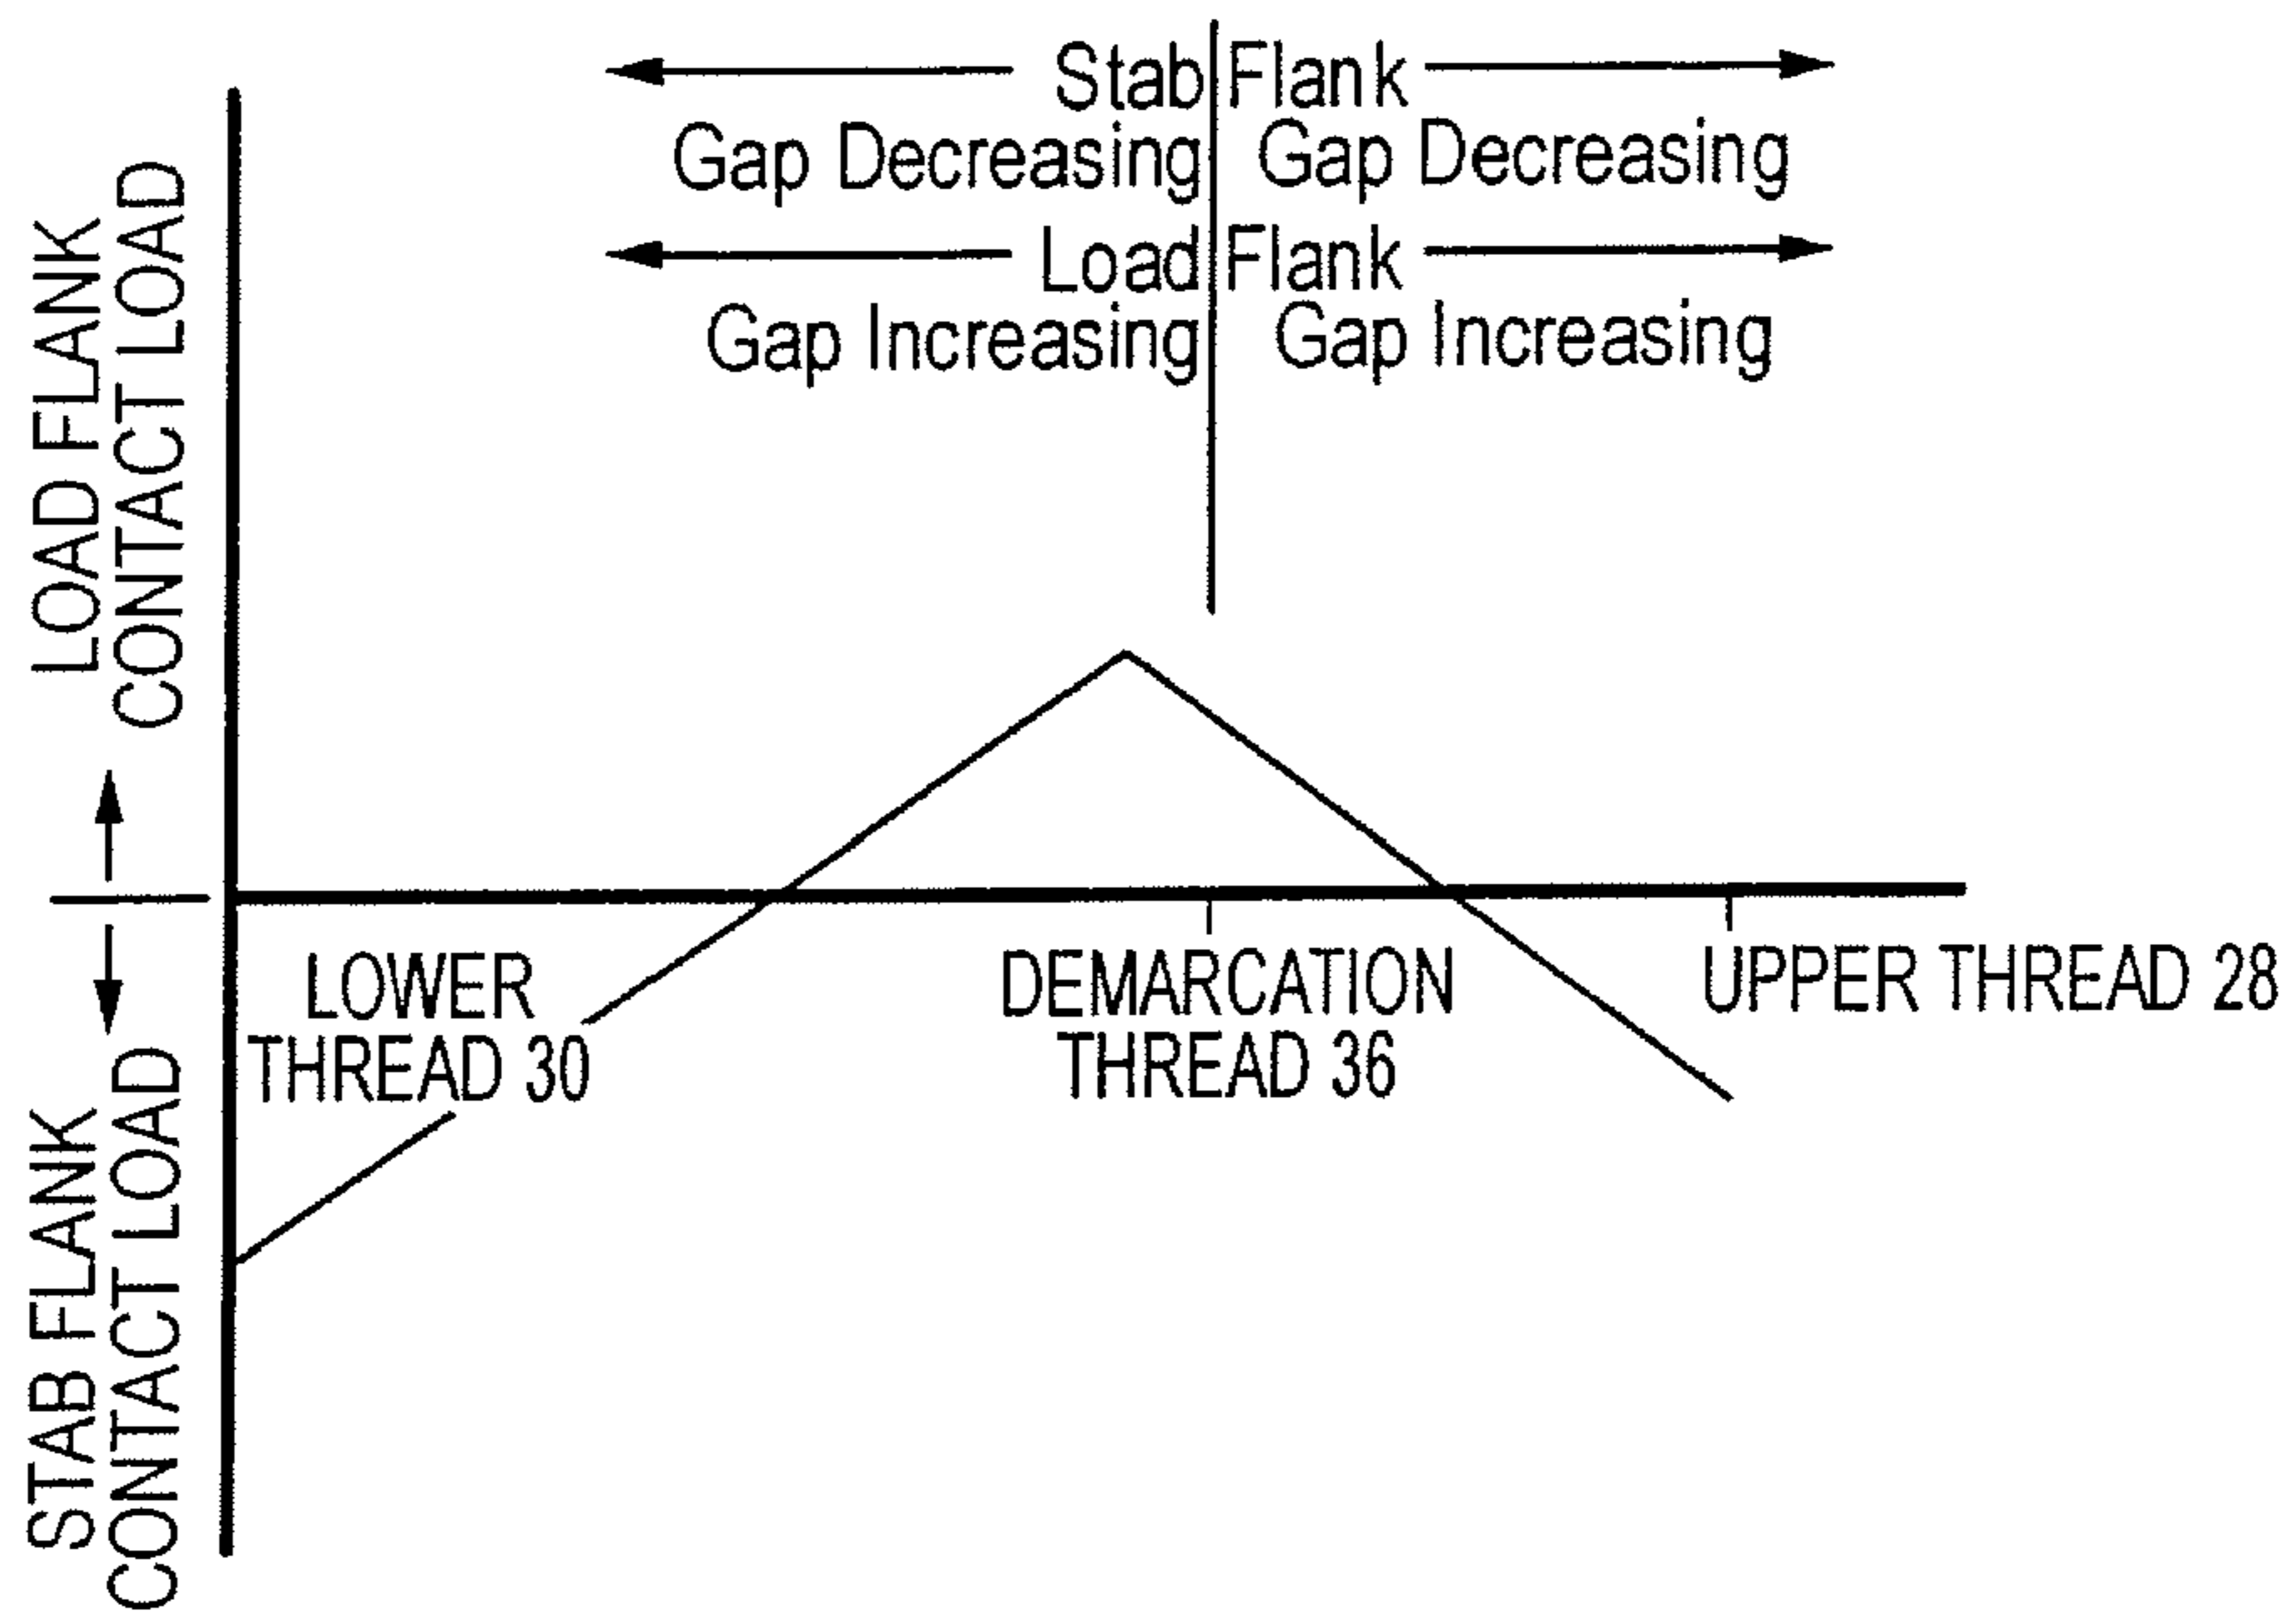 Stab Flank
Gap Decreasing Gap Decreasing
Load Flank
Gap Increasing Gap Increasing
LOAD FLANK
CONTACT LOAD
STAB FLANK
CONTACT LOAD
LOWER
THREAD 30
DEMARCATION
THREAD 36
UPPER THREAD 28